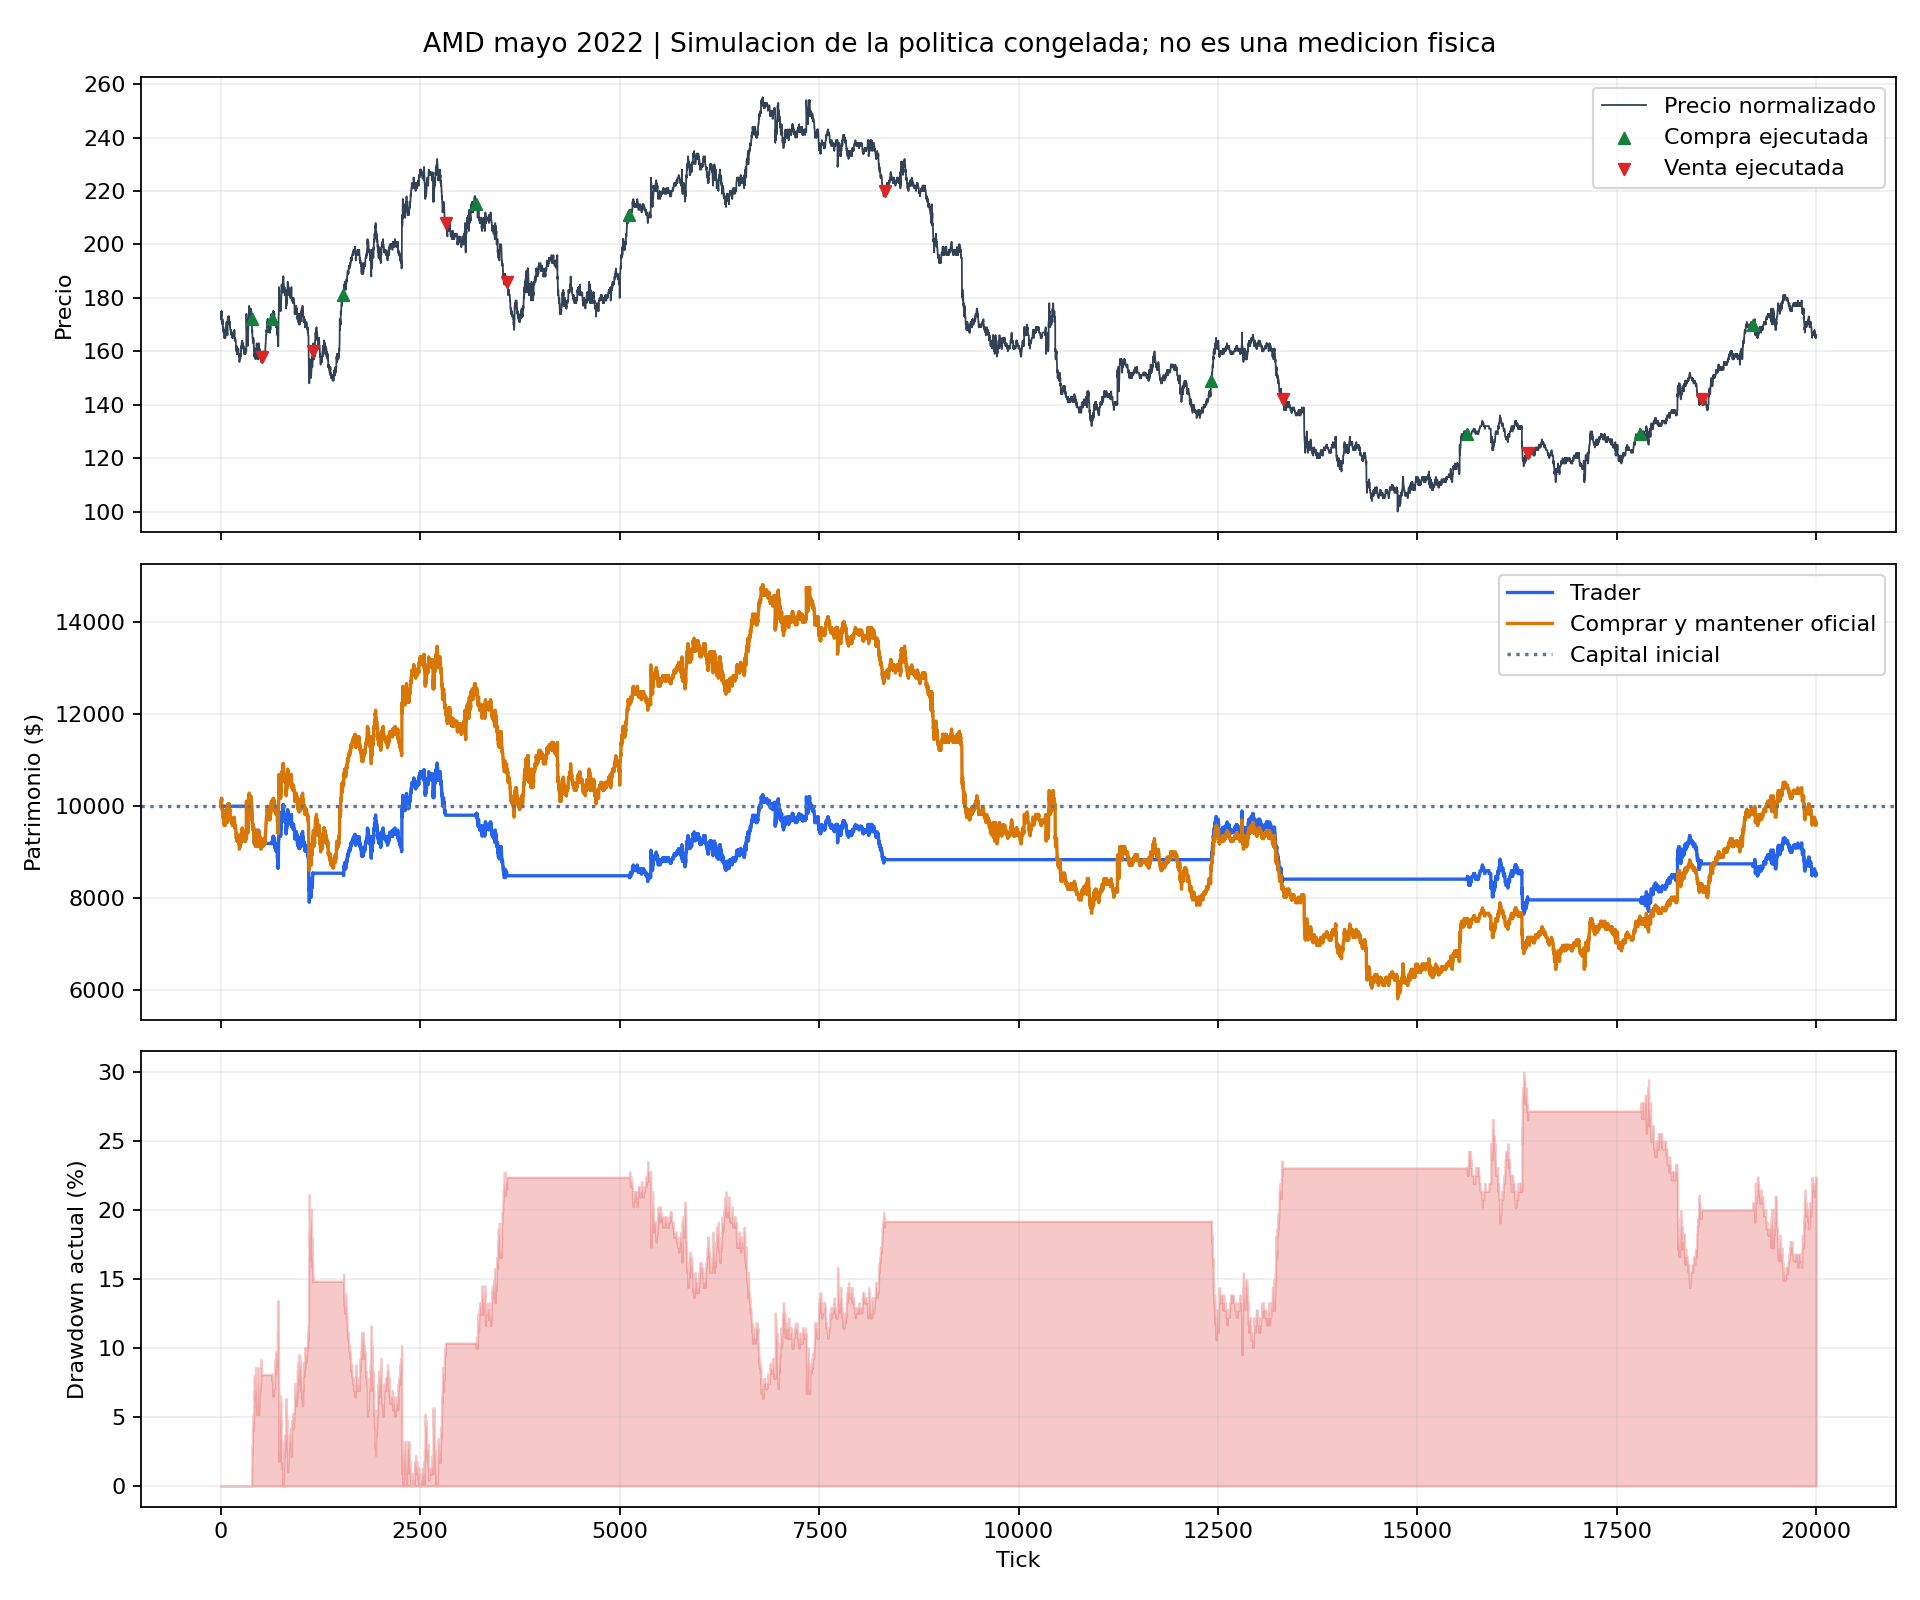 AMD mayo 2022 | Simulacion de la politica congelada; no es una medicion fisica
Precio
260
240
220
200
180
160
140
120
100
Precio normalizado
Compra ejecutada
Venta ejecutada
Patrimonio ($)
14000
12000
10000
8000
6000
Trader
Comprar y mantener oficial
Capital inicial
Drawdown actual (%)
30
25
20
15
10
5
0
0 2500 5000 7500 10000 12500 15000 17500 20000
Tick